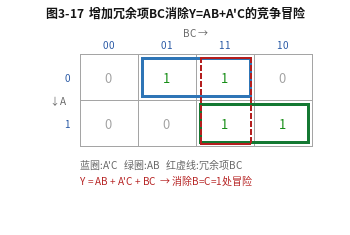 图3-17 增加冗余项BC消除Y=AB+A'C的竞争冒险
BC→
00 01 11 10
0 0 1 1 0
↓A
1 0 0 1 1
蓝圈:A'C 绿圈:AB 红虚线:冗余项BC
Y = AB + A'C + BC → 消除B=C=1处冒险